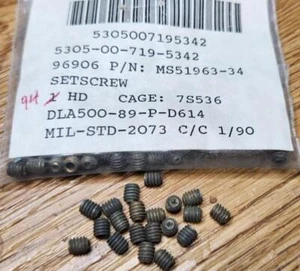 5305007195342
5305-00-719-5342
96906 P/N: MS51963-34
SETSCREW
94 HD CAGE: 7S536
DLA500-89-P-D614
MIL-STD-2073 C/C 1/90